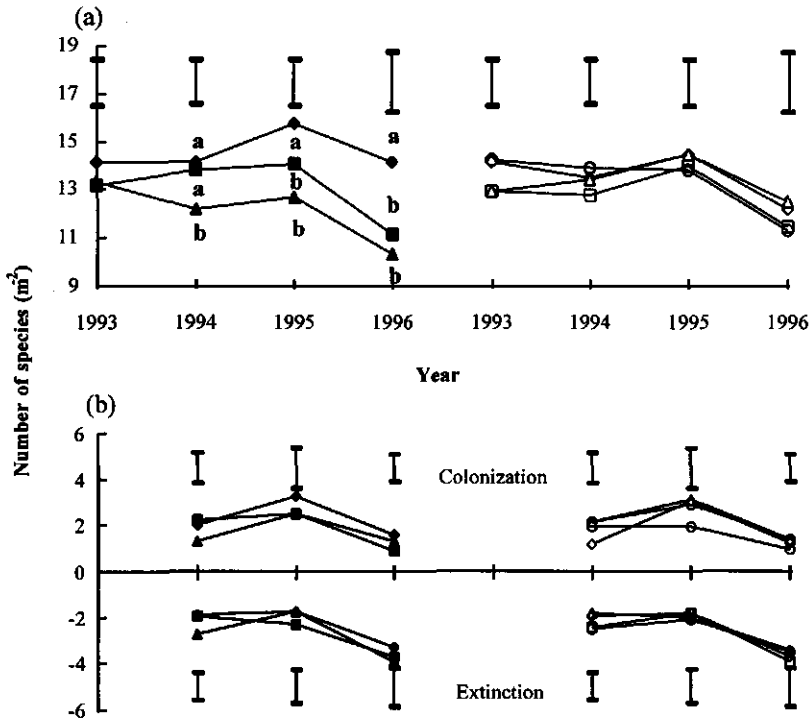 (a)
19
17
15
13
11
9
a
a
a
b
a
b
b
b
b
1993
1994
1995
1996
1993
1994
1995
1996
Year
Number of species (m⁻²)
(b)
6
4
2
0
-2
-4
-6
Colonization
Extinction